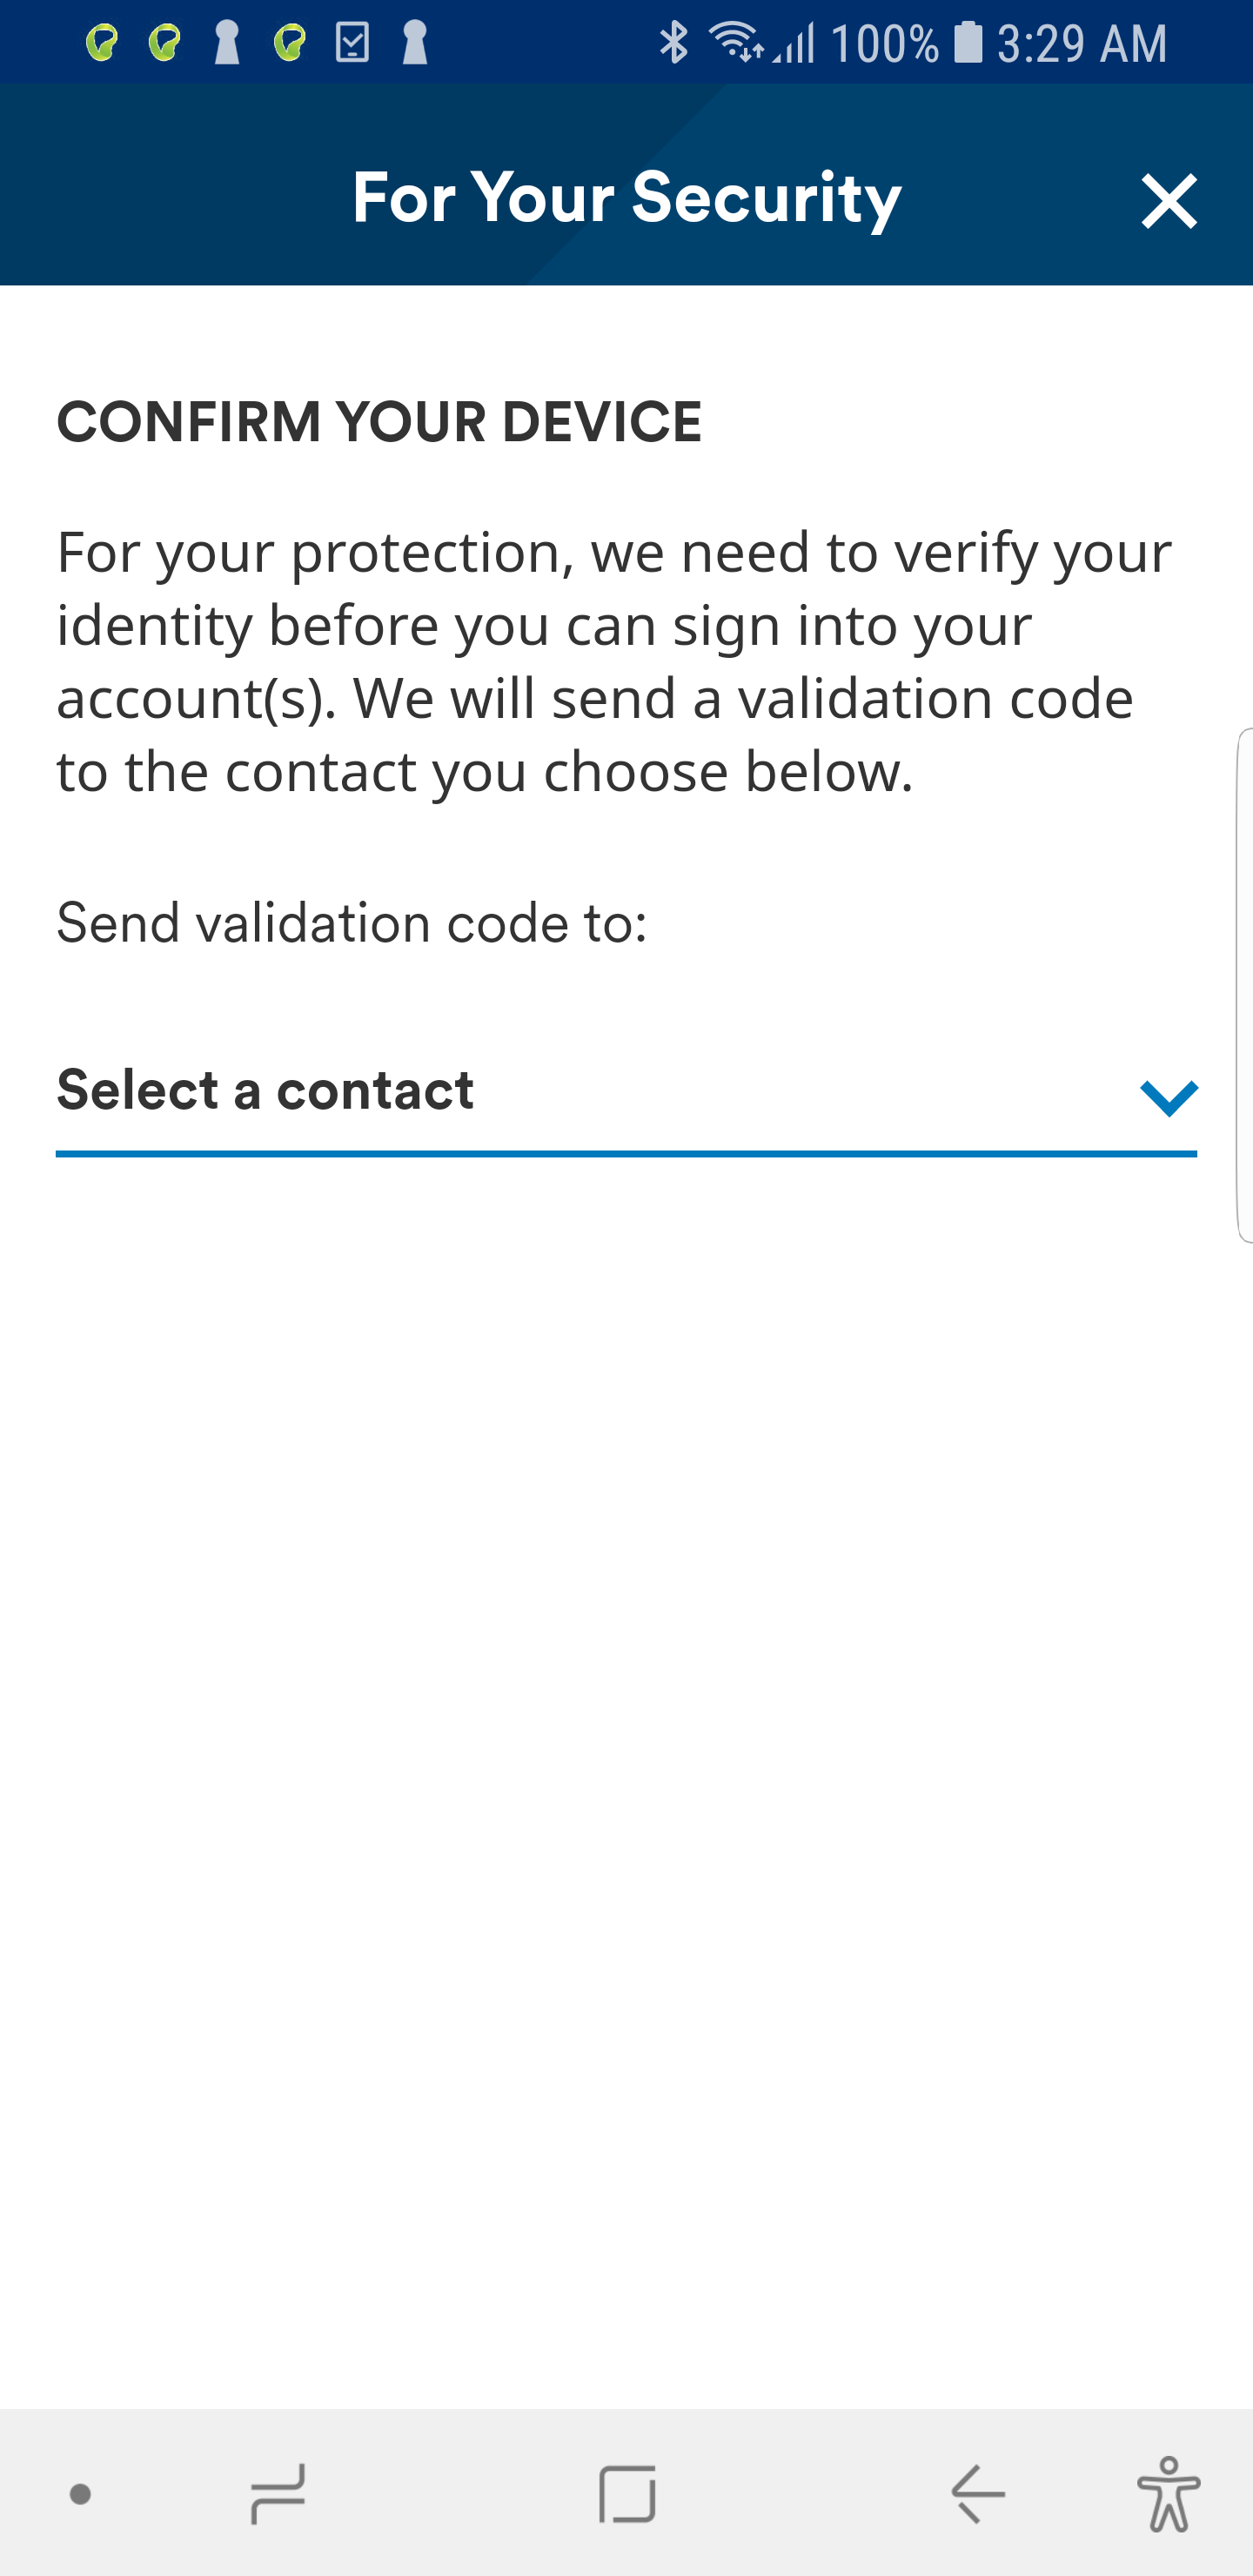 100% 3:29 AM
For Your Security
CONFIRM YOUR DEVICE
For your protection, we need to verify your
identity before you can sign into your
account(s). We will send a validation code
to the contact you choose below.
Send validation code to:
Select a contact